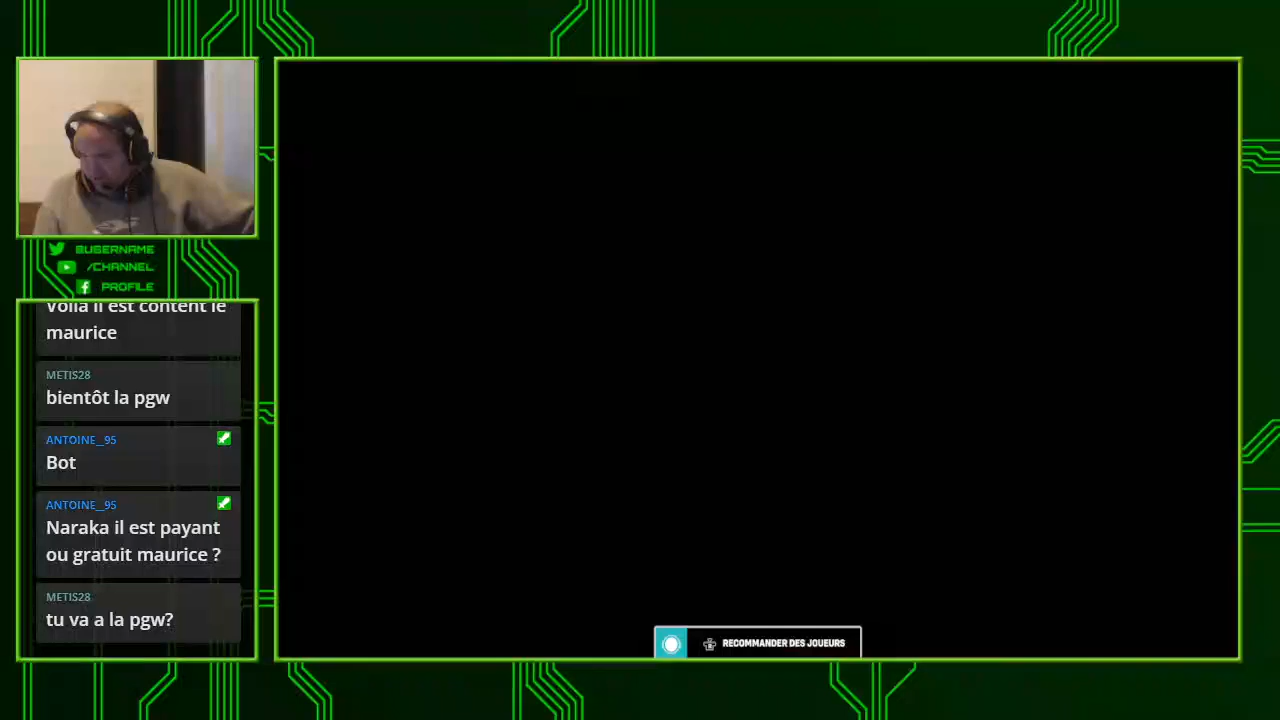 @USERNAME
/CHANNEL
PROFILE
Voilà il est content le
maurice
METIS28
bientôt la pgw
ANTOINE__95
Bot
ANTOINE__95
Naraka il est payant
ou gratuit maurice ?
METIS28
tu va a la pgw?
RECOMMANDER DES JOUEURS